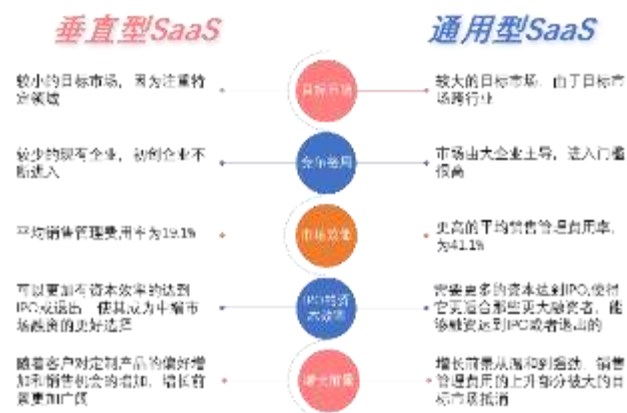 垂直型SaaS
通用型SaaS
较小的目标市场，因为注重特
定领域
目标市场
较大的目标市场，由于目标市
场跨行业
较少的现有企业，初创企业不
断进入
竞争格局
市场由大企业主导，进入门槛
很高
平均销售管理费用率为19.1%
市场效能
更高的平均销售管理费用率，
为41.1%
可以更加有资本效率的达到
IPO或退出，使其成为中端市
场融资的更好选择
IPO的资
本效率
需要更多的资本达到IPO,使得
它更适合那些更大融资者，能
够融资达到IPO或者退出的
随着客户对定制产品的偏好增
加和销售机会的增加，增长前
景更加广阔
增长前景
增长前景从温和到强劲，销售
管理费用的上升部分被大的目
标市场抵消